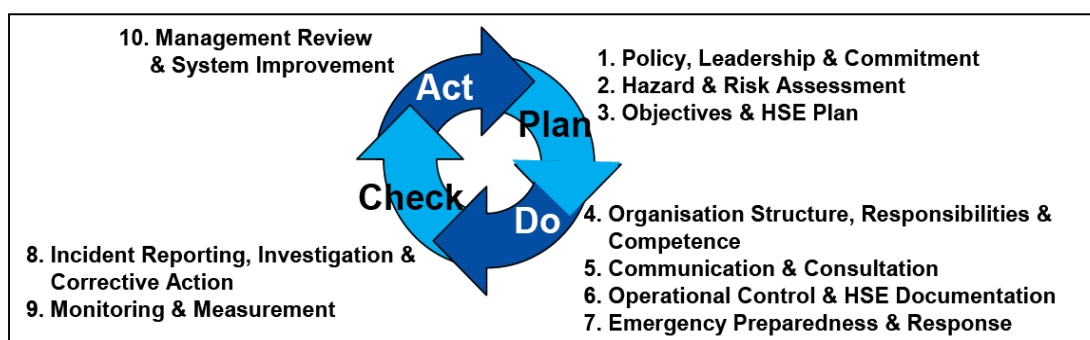 10. Management Review
& System Improvement
Act
1. Policy, Leadership & Commitment
2. Hazard & Risk Assessment
3. Objectives & HSE Plan
Plan
Check
Do
4. Organisation Structure, Responsibilities &
Competence
5. Communication & Consultation
6. Operational Control & HSE Documentation
7. Emergency Preparedness & Response
8. Incident Reporting, Investigation &
Corrective Action
9. Monitoring & Measurement